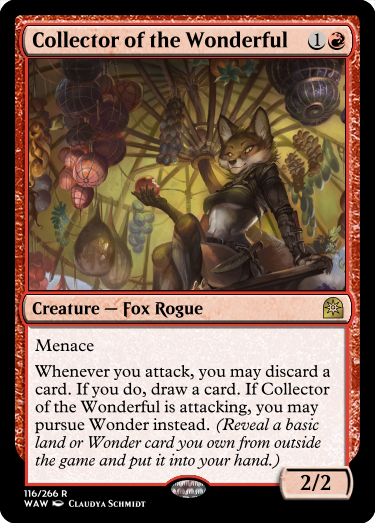 Collector of the Wonderful 1
Creature — Fox Rogue
Menace
Whenever you attack, you may discard a
card. If you do, draw a card. If Collector
of the Wonderful is attacking, you may
pursue Wonder instead. (Reveal a basic
land or Wonder card you own from outside
the game and put it into your hand.)
2/2
116/266 R
WAW CLAUDYA SCHMIDT